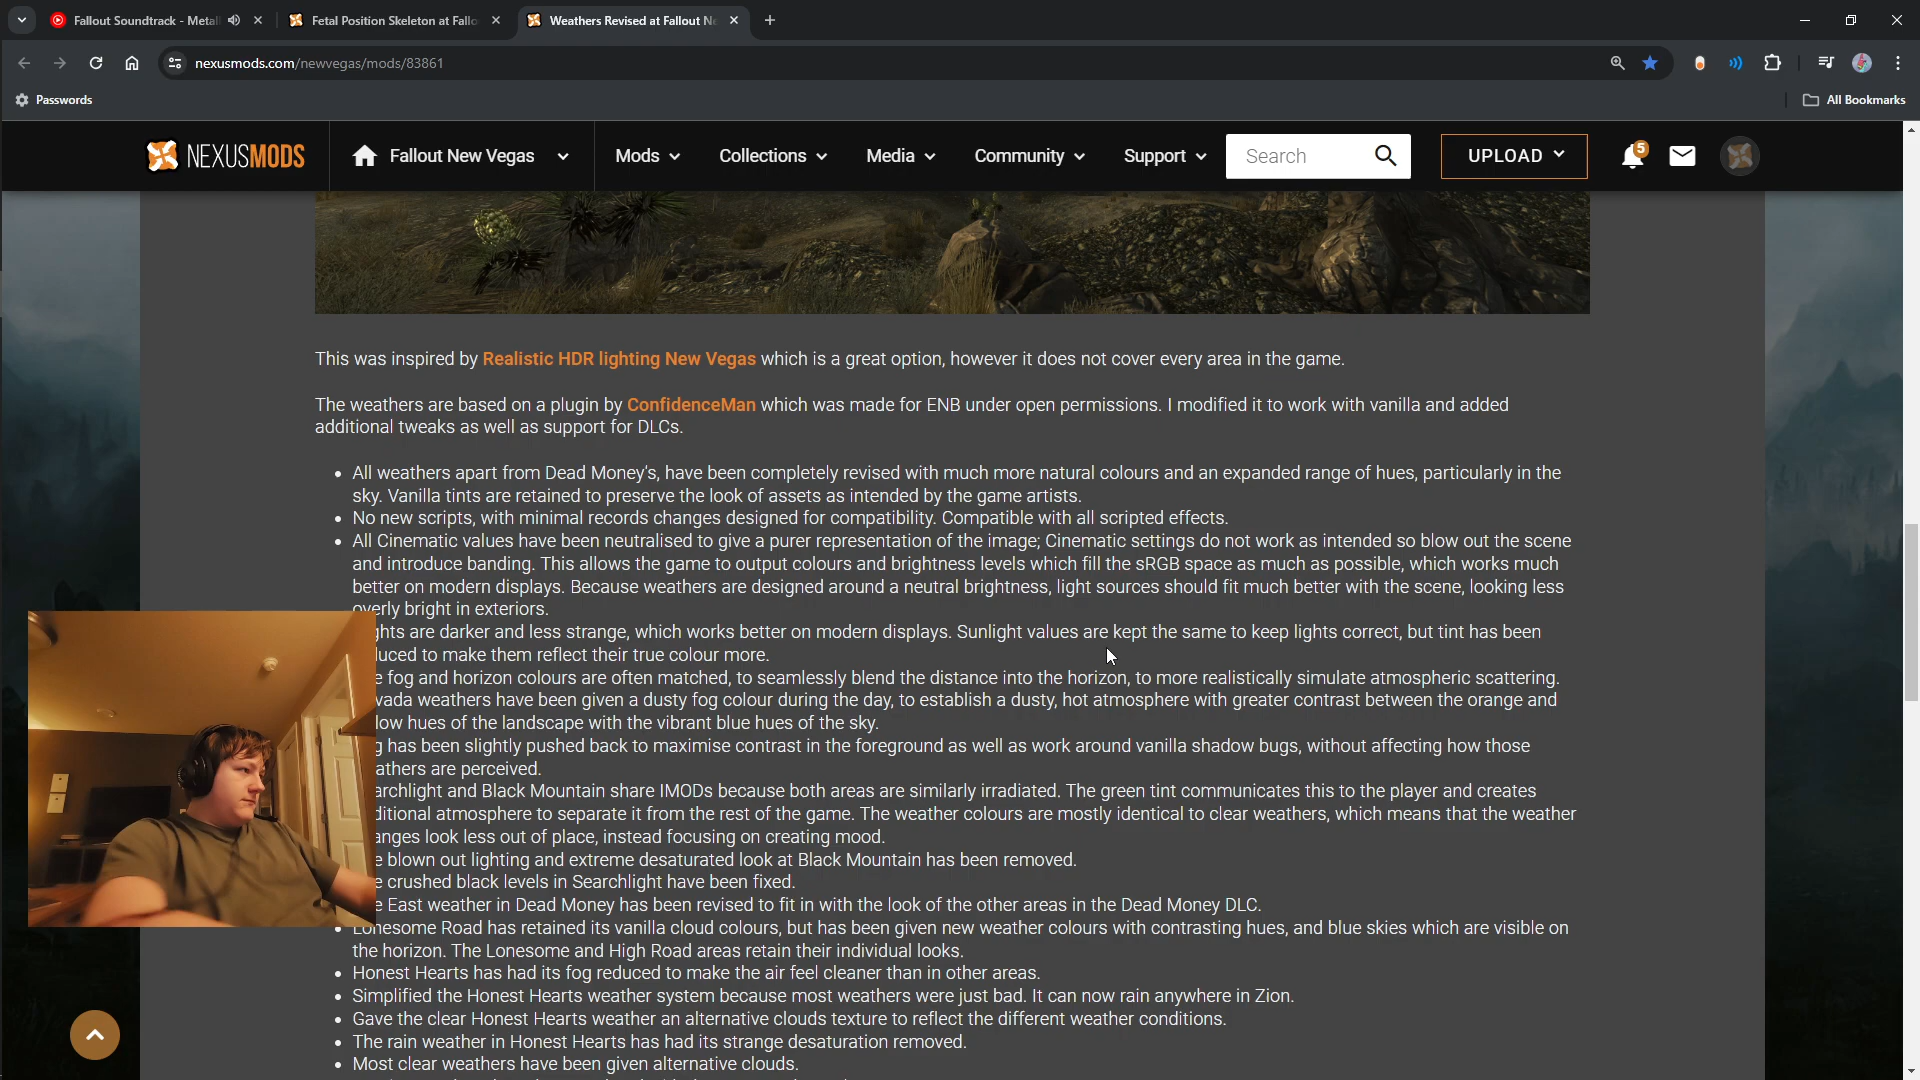 Fallout Soundtrack - Metal
Fetal Position Skeleton at Fallo
Weathers Revised at Fallout Ne
nexusmods.com/newvegas/mods/83861
Passwords
All Bookmarks
NEXUSMODS
Fallout New Vegas
Mods
Collections
Media
Community
Support
Search
UPLOAD
5
This was inspired by Realistic HDR lighting New Vegas which is a great option, however it does not cover every area in the game.
The weathers are based on a plugin by ConfidenceMan which was made for ENB under open permissions. I modified it to work with vanilla and added
additional tweaks as well as support for DLCs.
• All weathers apart from Dead Money's, have been completely revised with much more natural colours and an expanded range of hues, particularly in the
sky. Vanilla tints are retained to preserve the look of assets as intended by the game artists.
• No new scripts, with minimal records changes designed for compatibility. Compatible with all scripted effects.
• All Cinematic values have been neutralised to give a purer representation of the image; Cinematic settings do not work as intended so blow out the scene
and introduce banding. This allows the game to output colours and brightness levels which fill the sRGB space as much as possible, which works much
better on modern displays. Because weathers are designed around a neutral brightness, light sources should fit much better with the scene, looking less
overly bright in exteriors.
ghts are darker and less strange, which works better on modern displays. Sunlight values are kept the same to keep lights correct, but tint has been
uced to make them reflect their true colour more.
e fog and horizon colours are often matched, to seamlessly blend the distance into the horizon, to more realistically simulate atmospheric scattering.
vada weathers have been given a dusty fog colour during the day, to establish a dusty, hot atmosphere with greater contrast between the orange and
low hues of the landscape with the vibrant blue hues of the sky.
g has been slightly pushed back to maximise contrast in the foreground as well as work around vanilla shadow bugs, without affecting how those
athers are perceived.
archlight and Black Mountain share IMODs because both areas are similarly irradiated. The green tint communicates this to the player and creates
ditional atmosphere to separate it from the rest of the game. The weather colours are mostly identical to clear weathers, which means that the weather
anges look less out of place, instead focusing on creating mood.
e blown out lighting and extreme desaturated look at Black Mountain has been removed.
e crushed black levels in Searchlight have been fixed.
e East weather in Dead Money has been revised to fit in with the look of the other areas in the Dead Money DLC.
• Lonesome Road has retained its vanilla cloud colours, but has been given new weather colours with contrasting hues, and blue skies which are visible on
the horizon. The Lonesome and High Road areas retain their individual looks.
• Honest Hearts has had its fog reduced to make the air feel cleaner than in other areas.
• Simplified the Honest Hearts weather system because most weathers were just bad. It can now rain anywhere in Zion.
• Gave the clear Honest Hearts weather an alternative clouds texture to reflect the different weather conditions.
• The rain weather in Honest Hearts has had its strange desaturation removed.
• Most clear weathers have been given alternative clouds.